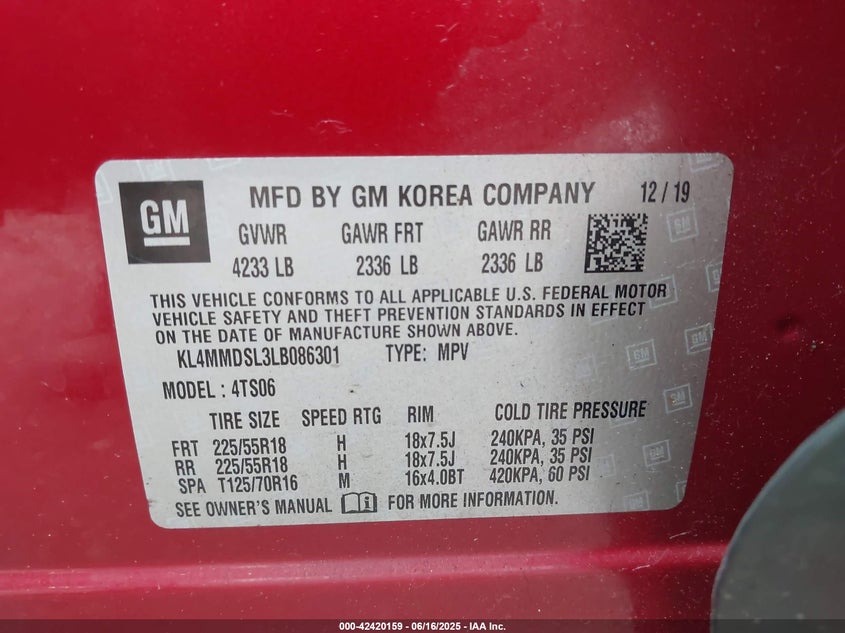 GM
MFD BY GM KOREA COMPANY 12 / 19
GVWR GAWR FRT GAWR RR
4233 LB 2336 LB 2336 LB
THIS VEHICLE CONFORMS TO ALL APPLICABLE U.S. FEDERAL MOTOR
VEHICLE SAFETY AND THEFT PREVENTION STANDARDS IN EFFECT
ON THE DATE OF MANUFACTURE SHOWN ABOVE.
KL4MMDSL3LB086301 TYPE: MPV
MODEL : 4TS06
TIRE SIZE SPEED RTG RIM COLD TIRE PRESSURE
FRT 225/55R18 H 18x7.5J 240KPA, 35 PSI
RR 225/55R18 H 18x7.5J 240KPA, 35 PSI
SPA T125/70R16 M 16x4.0BT 420KPA, 60 PSI
SEE OWNER'S MANUAL FOR MORE INFORMATION.
000-42420159 - 06/16/2025 - IAA Inc.